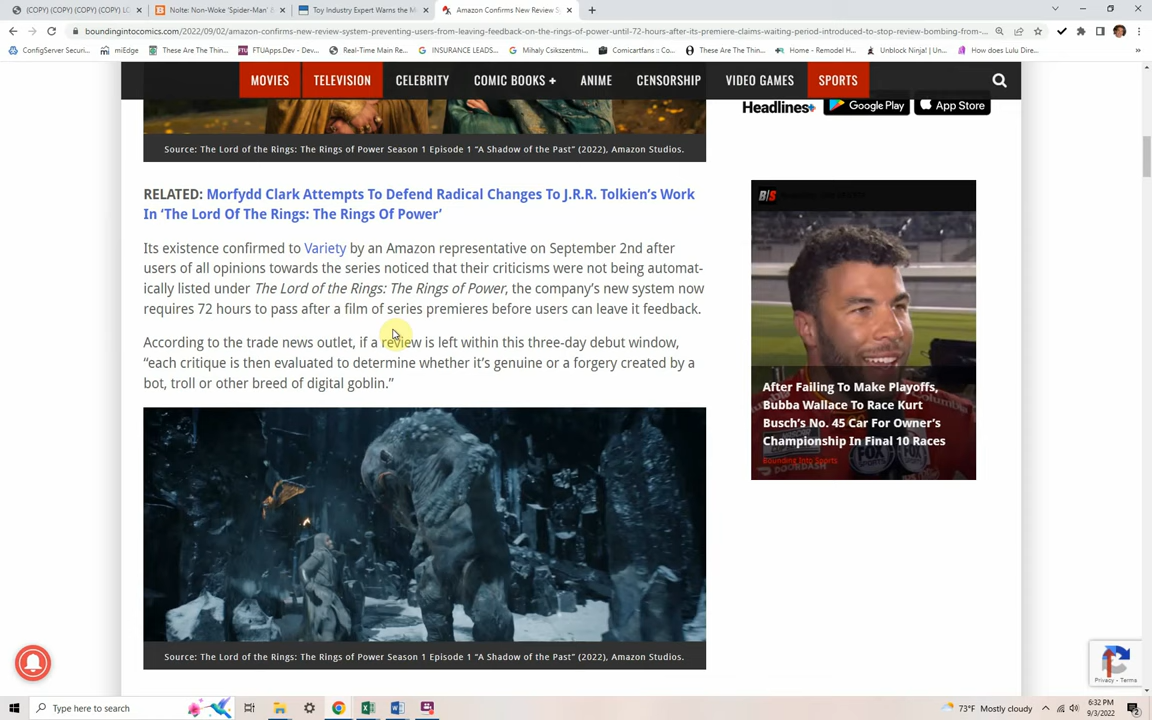 (COPY) (COPY) (COPY) (COPY) L
Nolte: Non-Woke 'Spider-Man' E
Toy Industry Expert Warns the M
Amazon Confirms New Review S
boundingintocomics.com/2022/09/02/amazon-confirms-new-review-system-preventing-users-from-leaving-feedback-on-the-rings-of-power-until-72-hours-after-its-premiere-claims-waiting-period-introduced-to-stop-review-bombing-from-...
ConfigServer Securi...
miEdge
These Are The Thin...
FTUApps.Dev - Dev...
Real-Time Main Re...
INSURANCE LEADS...
Mihaly Csikszentmi...
Comicartfans :: Co...
These Are The Thin...
Home - Remodel H...
Unblock Ninja! | Un...
How does Lulu Dire...
MOVIES
TELEVISION
CELEBRITY
COMIC BOOKS +
ANIME
CENSORSHIP
VIDEO GAMES
SPORTS
Headlines+
Google Play
App Store
Source: The Lord of the Rings: The Rings of Power Season 1 Episode 1 "A Shadow of the Past" (2022), Amazon Studios.
RELATED: Morfydd Clark Attempts To Defend Radical Changes To J.R.R. Tolkien's Work
In 'The Lord Of The Rings: The Rings Of Power'
Its existence confirmed to Variety by an Amazon representative on September 2nd after
users of all opinions towards the series noticed that their criticisms were not being automat-
ically listed under The Lord of the Rings: The Rings of Power, the company's new system now
requires 72 hours to pass after a film of series premieres before users can leave it feedback.
According to the trade news outlet, if a review is left within this three-day debut window,
"each critique is then evaluated to determine whether it's genuine or a forgery created by a
bot, troll or other breed of digital goblin."
Source: The Lord of the Rings: The Rings of Power Season 1 Episode 1 "A Shadow of the Past" (2022), Amazon Studios.
B/S
After Failing To Make Playoffs,
Bubba Wallace To Race Kurt
Busch's No. 45 Car For Owner's
Championship In Final 10 Races
Bounding Into Sports
FOX
SPORTS
DOORDASH
Privacy - Terms
Type here to search
73°F Mostly cloudy
6:32 PM
9/3/2022
2